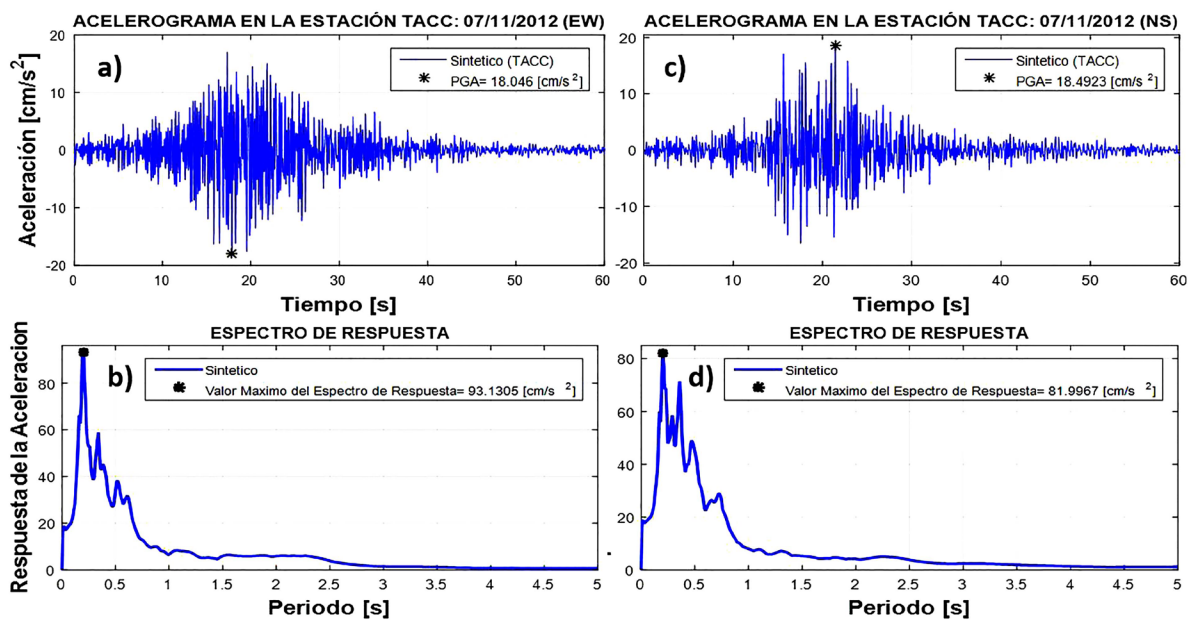 ACELEROGRAMA EN LA ESTACIÓN TACC: 07/11/2012 (EW)
a)
Sintetico (TACC)
PGA= 18.046 [cm/s 2]
Aceleración [cm/s2]
20
10
0
-10
-20
0 10 20 30 40 50 60
Tiempo [s]
ACELEROGRAMA EN LA ESTACIÓN TACC: 07/11/2012 (NS)
c)
Sintetico (TACC)
PGA= 18.4923 [cm/s 2]
20
10
0
-10
-20
0 10 20 30 40 50 60
Tiempo [s]
ESPECTRO DE RESPUESTA
b)
Sintetico
Valor Maximo del Espectro de Respuesta= 93.1305 [cm/s 2]
Respuesta de la Aceleracion
80
60
40
20
0
0 0.5 1 1.5 2 2.5 3 3.5 4 4.5 5
Periodo [s]
ESPECTRO DE RESPUESTA
d)
Sintetico
Valor Maximo del Espectro de Respuesta= 81.9967 [cm/s 2]
80
60
40
20
0
0 0.5 1 1.5 2 2.5 3 3.5 4 4.5 5
Periodo [s]